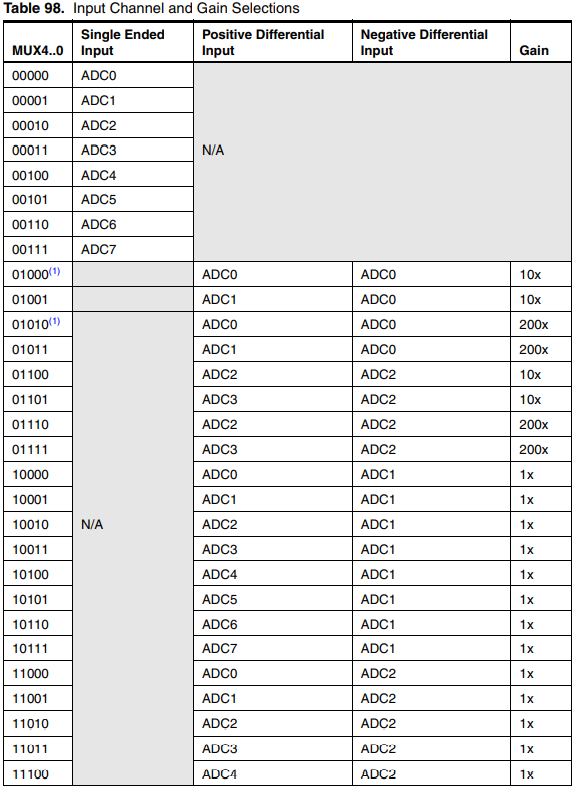 Table 98. Input Channel and Gain Selections
MUX4..0 Single Ended Input Positive Differential Input Negative Differential Input Gain
00000 ADC0
00001 ADC1
00010 ADC2
00011 ADC3 N/A
00100 ADC4
00101 ADC5
00110 ADC6
00111 ADC7
01000(1) ADC0 ADC0 10x
01001 ADC1 ADC0 10x
01010(1) ADC0 ADC0 200x
01011 ADC1 ADC0 200x
01100 ADC2 ADC2 10x
01101 ADC3 ADC2 10x
01110 ADC2 ADC2 200x
01111 ADC3 ADC2 200x
10000 ADC0 ADC1 1x
10001 ADC1 ADC1 1x
10010 N/A ADC2 ADC1 1x
10011 ADC3 ADC1 1x
10100 ADC4 ADC1 1x
10101 ADC5 ADC1 1x
10110 ADC6 ADC1 1x
10111 ADC7 ADC1 1x
11000 ADC0 ADC2 1x
11001 ADC1 ADC2 1x
11010 ADC2 ADC2 1x
11011 ADC3 ADC2 1x
11100 ADC4 ADC2 1x